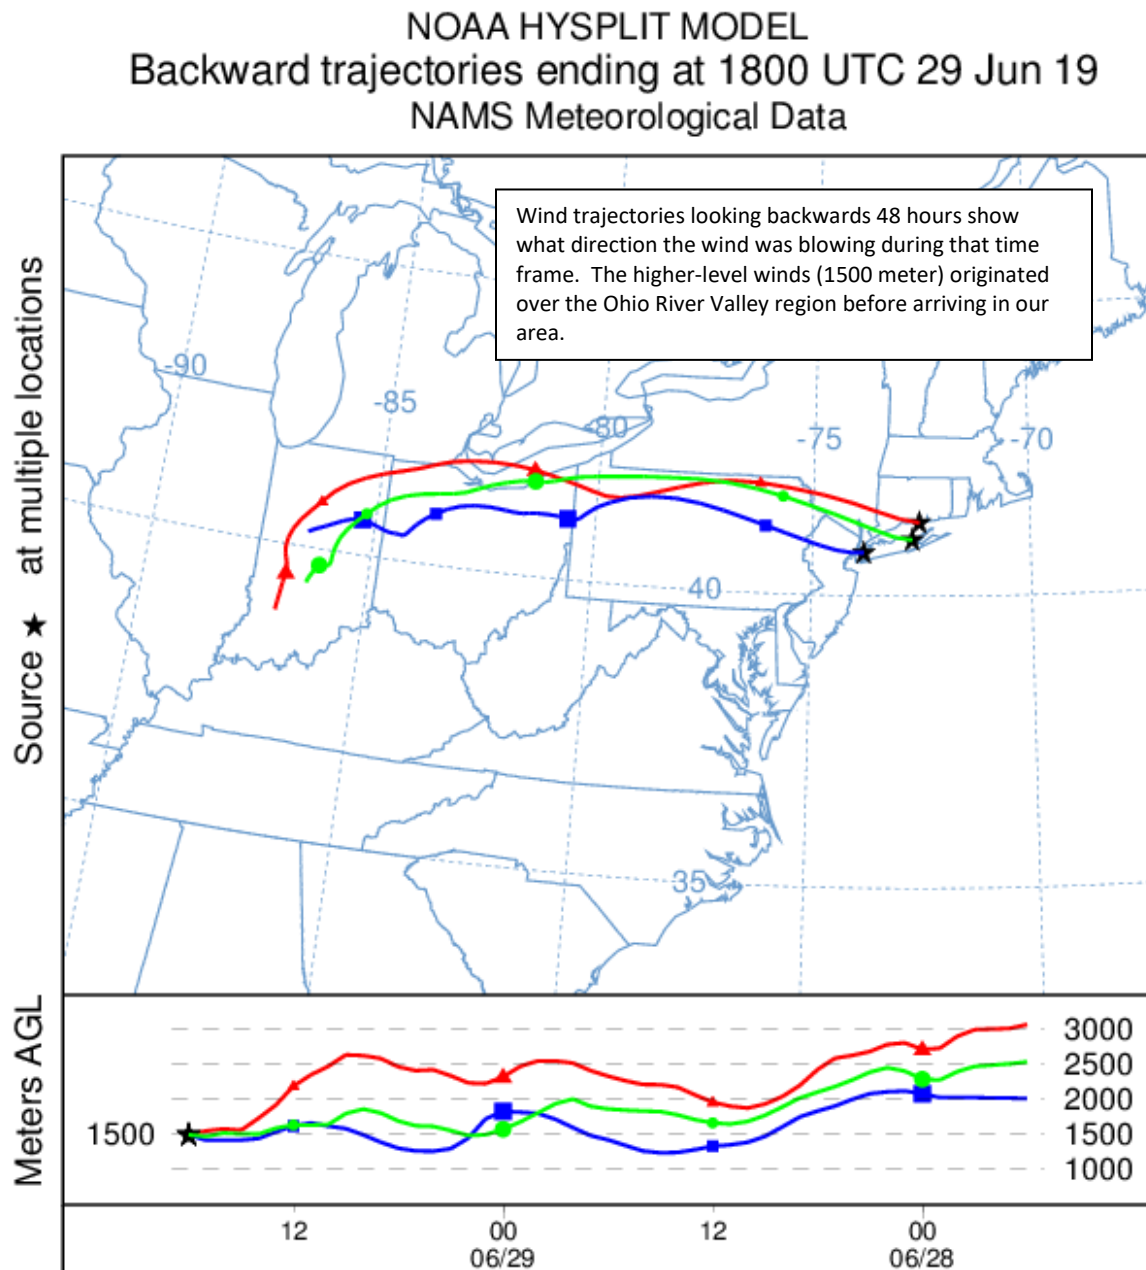 NOAA HYSPLIT MODEL
Backward trajectories ending at 1800 UTC 29 Jun 19
NAMS Meteorological Data
Source ★ at multiple locations
Wind trajectories looking backwards 48 hours show
what direction the wind was blowing during that time
frame. The higher-level winds (1500 meter) originated
over the Ohio River Valley region before arriving in our
area.
-90
-85
-80
-75
-70
40
35
Meters AGL
1500
3000
2500
2000
1500
1000
12
00
12
00
06/29
06/28